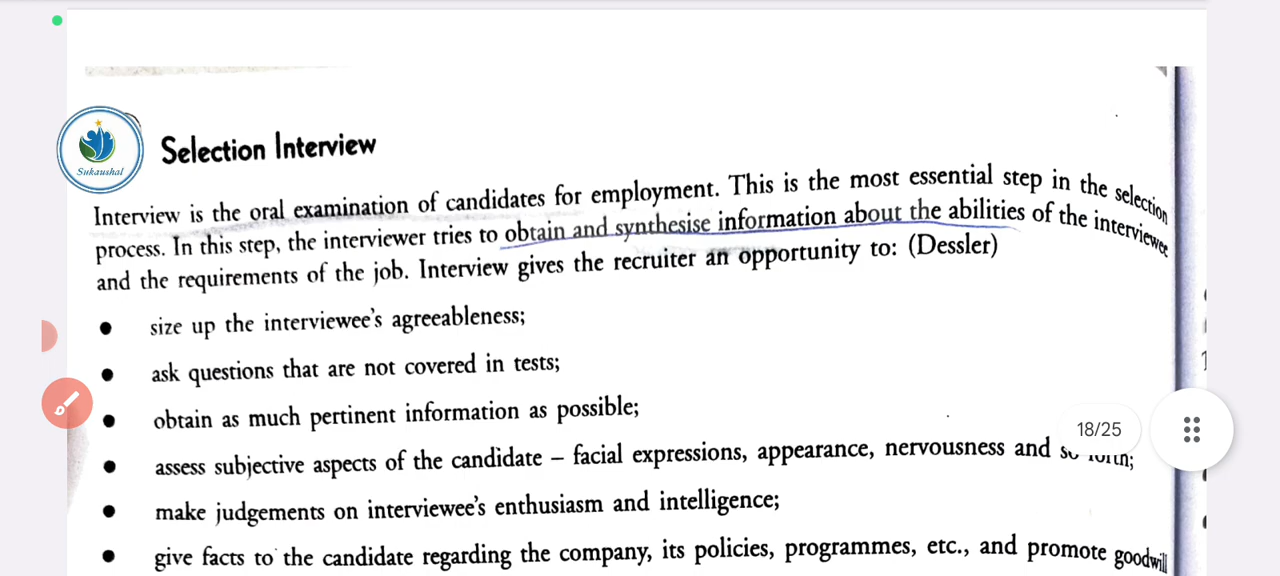 Sukaushal
Selection Interview
Interview is the oral examination of candidates for employment. This is the most essential step in the selection
process. In this step, the interviewer tries to obtain and synthesise information about the abilities of the interviewee
and the requirements of the job. Interview gives the recruiter an opportunity to: (Dessler)
● size up the interviewee's agreeableness;
● ask questions that are not covered in tests;
● obtain as much pertinent information as possible;
18/25
● assess subjective aspects of the candidate – facial expressions, appearance, nervousness and so forth;
● make judgements on interviewee's enthusiasm and intelligence;
● give facts to the candidate regarding the company, its policies, programmes, etc., and promote goodwill